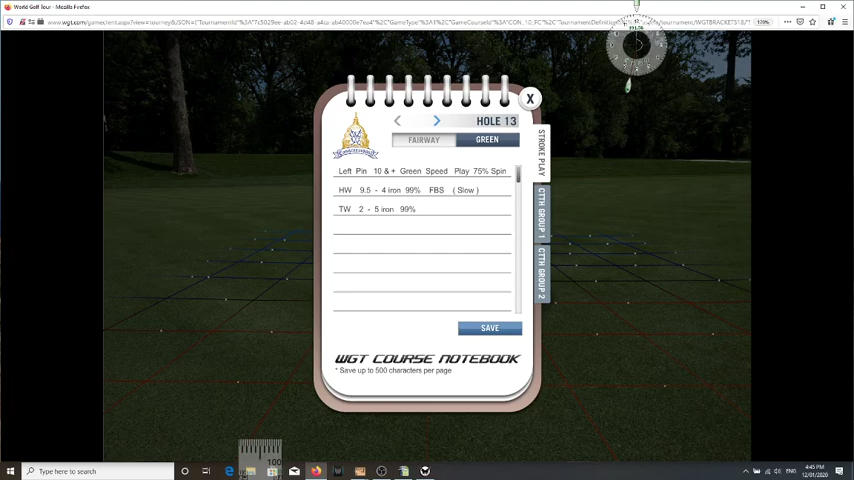 World Golf Tour - Mozilla Firefox
170%
HOLE 13
FAIRWAY
GREEN
Left Pin 10 & + Green Speed Play 75% Spin
HW 9.5 - 4 iron 99% FBS ( Slow )
TW 2 - 5 iron 99%
STROKE PLAY
CTTH GROUP 1
CTTH GROUP 2
SAVE
WGT COURSE NOTEBOOK
* Save up to 500 characters per page
100
Type here to search
ENG
4:45 PM
12/01/2020